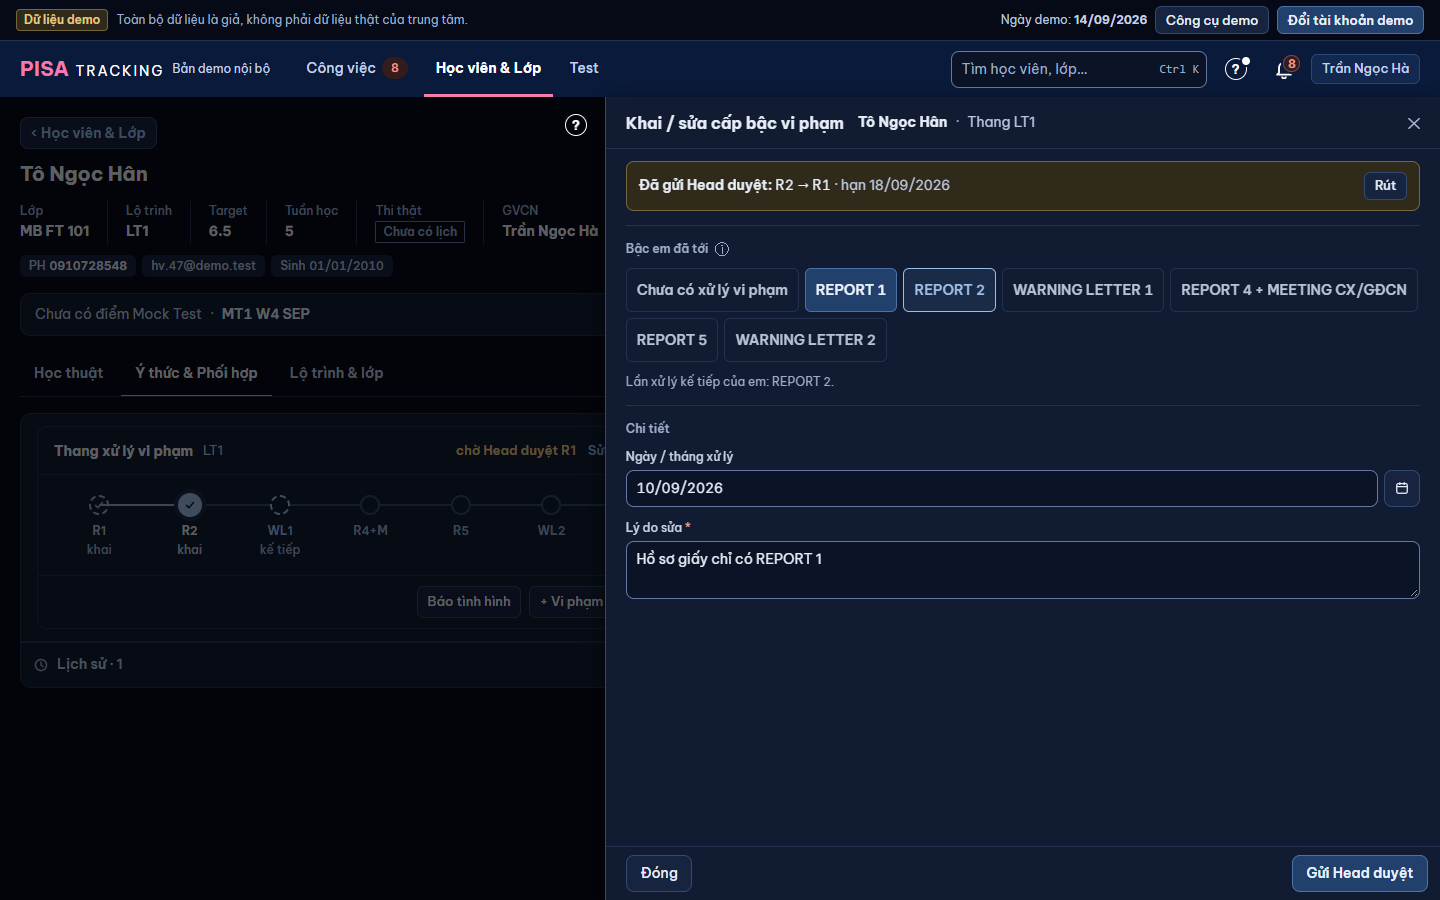 Dữ liệu demo Toàn bộ dữ liệu là giả, không phải dữ liệu thật của trung tâm. Ngày demo: 14/09/2026 Công cụ demo Đổi tài khoản demo
PISA TRACKING Bản demo nội bộ Công việc 8 Học viên & Lớp Test Tìm học viên, lớp... Ctrl K ? 8 Trần Ngọc Hà
‹ Học viên & Lớp ?
Tô Ngọc Hân
Lớp Lộ trình Target Tuần học Thi thật GVCN
MB FT 101 LT1 6.5 5 Chưa có lịch Trần Ngọc Hà
PH 0910728548 hv.47@demo.test Sinh 01/01/2010
Chưa có điểm Mock Test · MT1 W4 SEP
Học thuật Ý thức & Phối hợp Lộ trình & lớp
Thang xử lý vi phạm LT1 chờ Head duyệt R1 Sử
R1 R2 WL1 R4+M R5 WL2
khai khai kế tiếp
Báo tình hình + Vi phạm
Lịch sử · 1
Khai / sửa cấp bậc vi phạm Tô Ngọc Hân · Thang LT1
Đã gửi Head duyệt: R2 → R1 · hạn 18/09/2026 Rút
Bậc em đã tới
Chưa có xử lý vi phạm REPORT 1 REPORT 2 WARNING LETTER 1 REPORT 4 + MEETING CX/GĐCN
REPORT 5 WARNING LETTER 2
Lần xử lý kế tiếp của em: REPORT 2.
Chi tiết
Ngày / tháng xử lý
10/09/2026
Lý do sửa *
Hồ sơ giấy chỉ có REPORT 1
Đóng Gửi Head duyệt